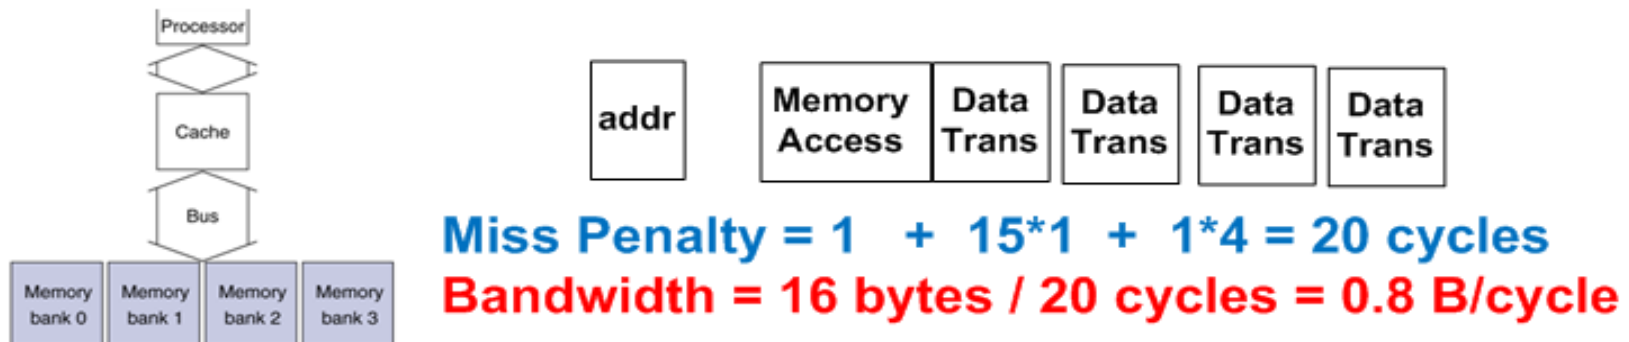 Processor
Cache
Bus
Memory
bank 0
Memory
bank 1
Memory
bank 2
Memory
bank 3
addr
Memory
Access
Data
Trans
Data
Trans
Data
Trans
Data
Trans
Miss Penalty = 1 + 15*1 + 1*4 = 20 cycles
Bandwidth = 16 bytes / 20 cycles = 0.8 B/cycle